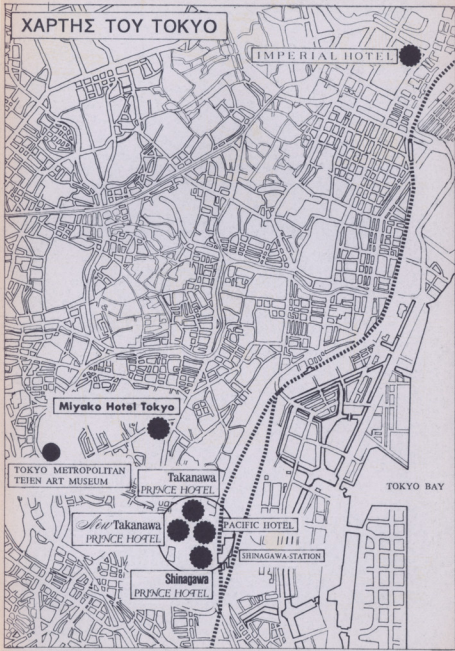 ΧΑΡΤΗΣ ΤΟΥ ΤΟΚΥΟ
IMPERIAL HOTEL
Miyako Hotel Tokyo
TOKYO METROPOLITAN
TEIEN ART MUSEUM
TOKYO BAY
Takanawa
PRINCE HOTEL
New Takanawa
PRINCE HOTEL
PACIFIC HOTEL
SHINAGAWA STATION
Shinagawa
PRINCE HOTEL